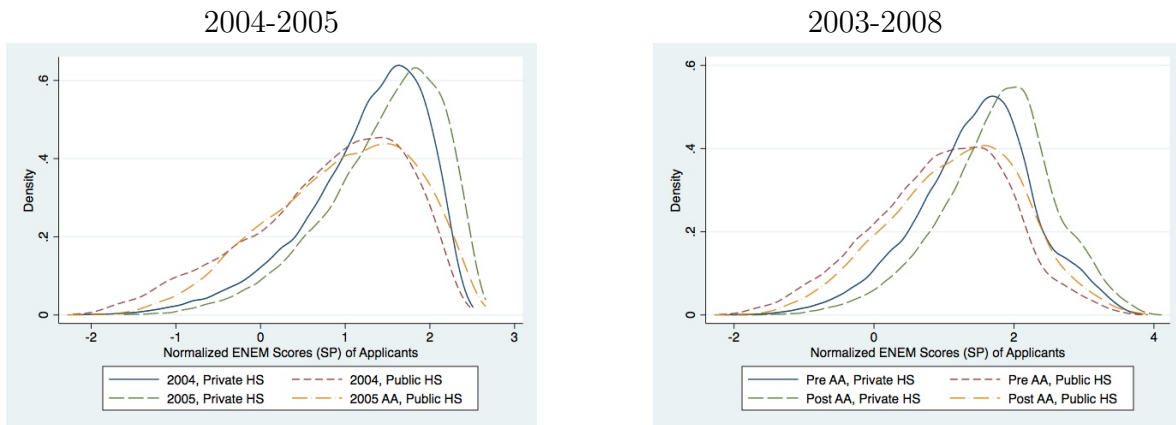 2004-2005
Density
0 .2 .4 .6
-2 -1 0 1 2 3
Normalized ENEM Scores (SP) of Applicants
2004, Private HS 2004, Public HS
2005, Private HS 2005 AA, Public HS
2003-2008
Density
0 .2 .4 .6
-2 0 2 4
Normalized ENEM Scores (SP) of Applicants
Pre AA, Private HS Pre AA, Public HS
Post AA, Private HS Post AA, Public HS